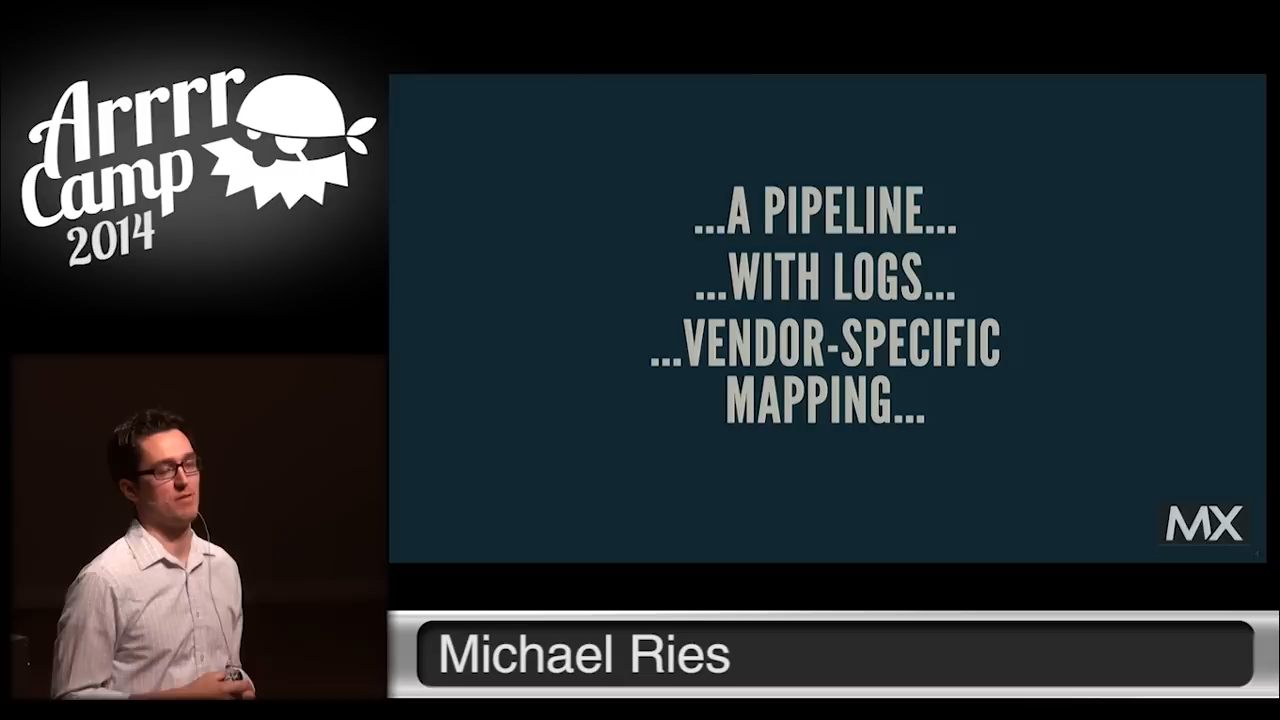 Arrrr
Camp
2014
...A PIPELINE...
...WITH LOGS...
...VENDOR-SPECIFIC
MAPPING...
MX
Michael Ries